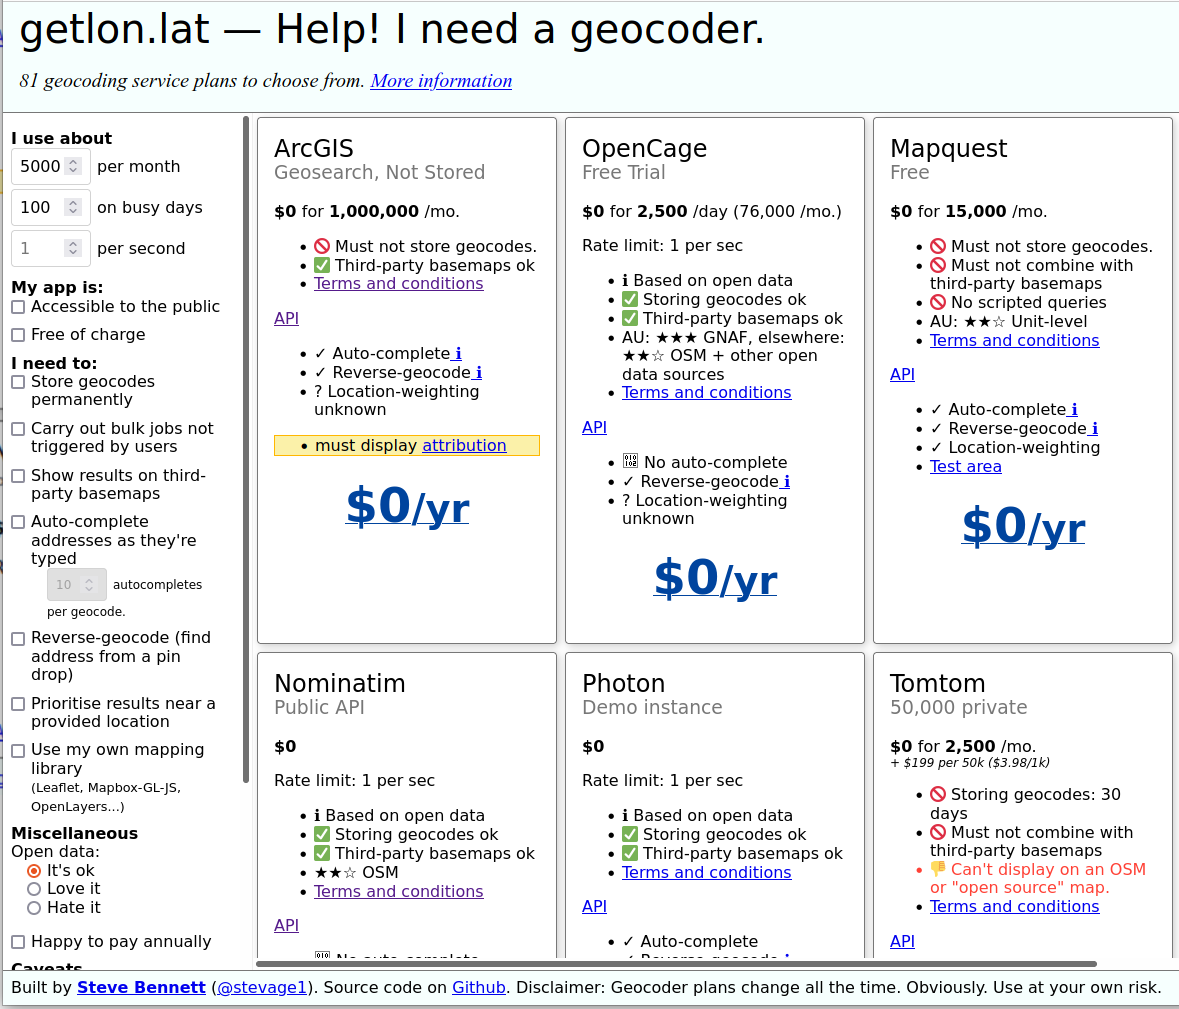 getlon.lat — Help! I need a geocoder.
81 geocoding service plans to choose from. More information
I use about
5000 per month
100 on busy days
1 per second
My app is:
Accessible to the public
Free of charge
I need to:
Store geocodes
permanently
Carry out bulk jobs not
triggered by users
Show results on third-
party basemaps
Auto-complete
addresses as they're
typed
10 autocompletes
per geocode.
Reverse-geocode (find
address from a pin
drop)
Prioritise results near a
provided location
Use my own mapping
library
(Leaflet, Mapbox-GL-JS,
OpenLayers...)
Miscellaneous
Open data:
It's ok
Love it
Hate it
Happy to pay annually
Caveats
ArcGIS
Geosearch, Not Stored
$0 for 1,000,000 /mo.
• 🚫 Must not store geocodes.
• ✅ Third-party basemaps ok
• Terms and conditions
API
• ✓ Auto-complete ℹ
• ✓ Reverse-geocode ℹ
• ? Location-weighting
unknown
• must display attribution
$0/yr
OpenCage
Free Trial
$0 for 2,500 /day (76,000 /mo.)
Rate limit: 1 per sec
• ℹ Based on open data
• ✅ Storing geocodes ok
• ✅ Third-party basemaps ok
• AU: ★★★ GNAF, elsewhere:
★★☆ OSM + other open
data sources
• Terms and conditions
API
• No auto-complete
• ✓ Reverse-geocode ℹ
• ? Location-weighting
unknown
$0/yr
Mapquest
Free
$0 for 15,000 /mo.
• 🚫 Must not store geocodes.
• 🚫 Must not combine with
third-party basemaps
• 🚫 No scripted queries
• AU: ★★☆ Unit-level
• Terms and conditions
API
• ✓ Auto-complete ℹ
• ✓ Reverse-geocode ℹ
• ✓ Location-weighting
• Test area
$0/yr
Nominatim
Public API
$0
Rate limit: 1 per sec
• ℹ Based on open data
• ✅ Storing geocodes ok
• ✅ Third-party basemaps ok
• ★★☆ OSM
• Terms and conditions
API
No auto-complete
Photon
Demo instance
$0
Rate limit: 1 per sec
• ℹ Based on open data
• ✅ Storing geocodes ok
• ✅ Third-party basemaps ok
• Terms and conditions
API
• ✓ Auto-complete
✓ Reverse-geocode ℹ
Tomtom
50,000 private
$0 for 2,500 /mo.
+ $199 per 50k ($3.98/1k)
• 🚫 Storing geocodes: 30
days
• 🚫 Must not combine with
third-party basemaps
• 👎 Can't display on an OSM
or "open source" map.
• Terms and conditions
API
Built by Steve Bennett (@stevage1). Source code on Github. Disclaimer: Geocoder plans change all the time. Obviously. Use at your own risk.